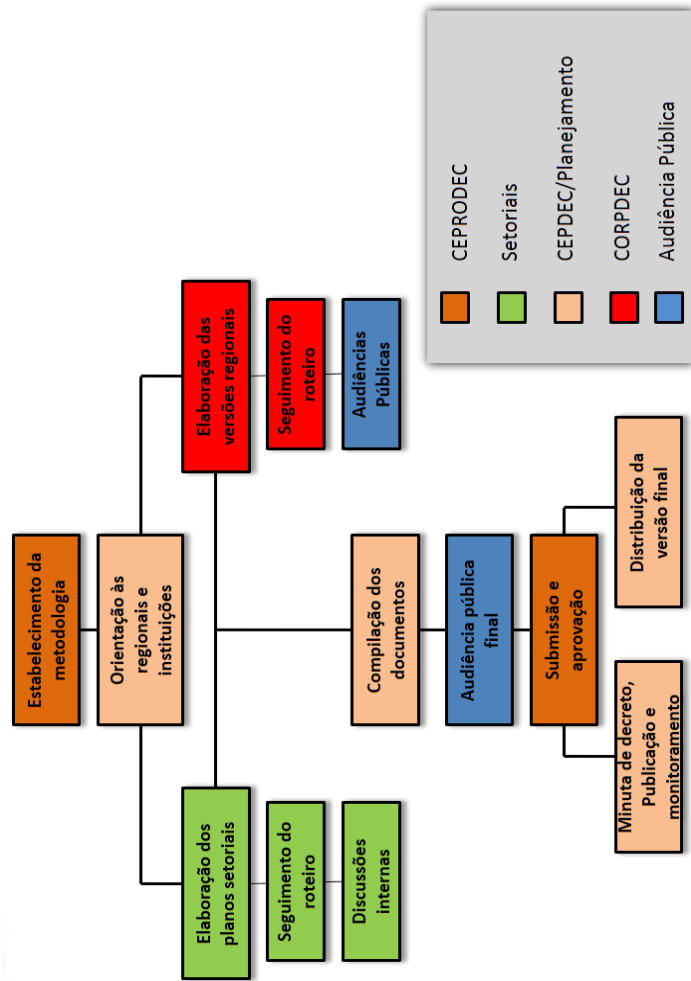 Estabelecimento da
metodologia
Orientação às
regionais e
instituições
Elaboração dos
planos setoriais
Seguimento do
roteiro
Discussões
internas
Elaboração das
versões regionais
Seguimento do
roteiro
Audiências
Públicas
Compilação dos
documentos
Audiência pública
final
Submissão e
aprovação
Minuta de decreto,
Publicação e
monitoramento
Distribuição da
versão final
CEPRODEC
Setoriais
CEPDEC/Planejamento
CORPDEC
Audiência Pública